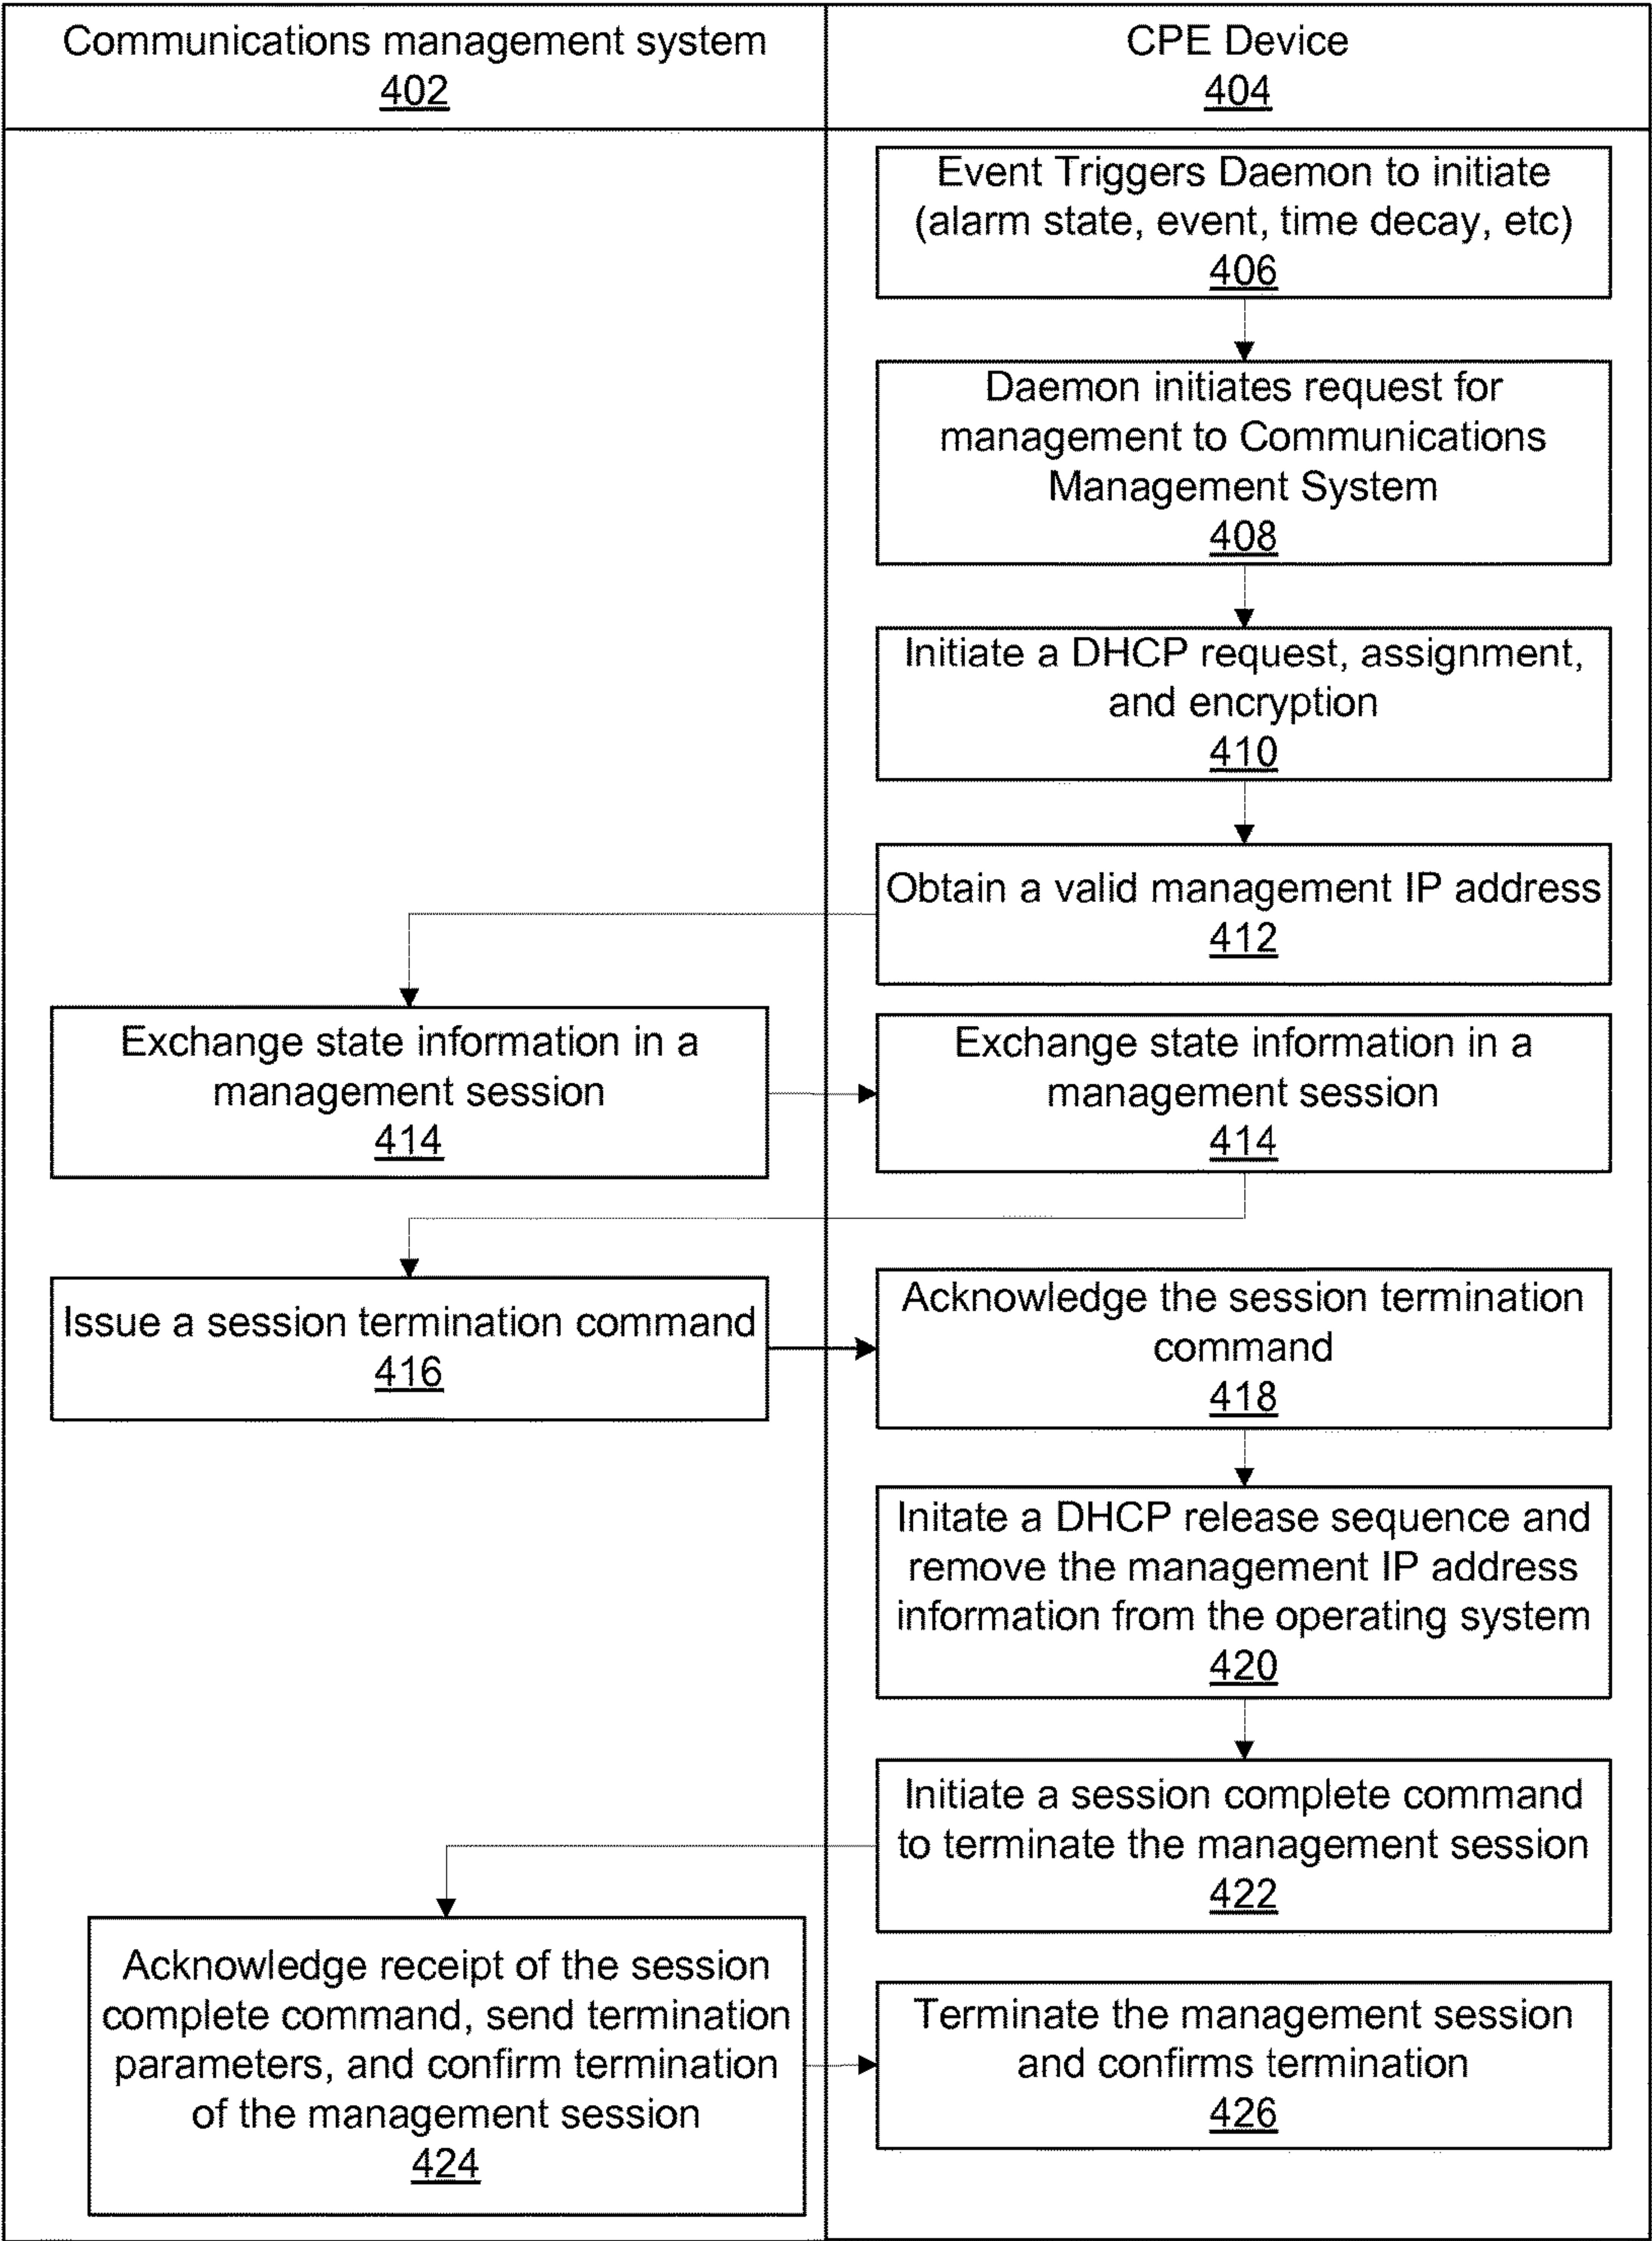 Communications management system
402
CPE Device
404
Event Triggers Daemon to initiate
(alarm state, event, time decay, etc)
406
Daemon initiates request for
management to Communications
Management System
408
Initiate a DHCP request, assignment,
and encryption
410
Obtain a valid management IP address
412
Exchange state information in a
management session
414
Exchange state information in a
management session
414
Issue a session termination command
416
Acknowledge the session termination
command
418
Initate a DHCP release sequence and
remove the management IP address
information from the operating system
420
Initiate a session complete command
to terminate the management session
422
Acknowledge receipt of the session
complete command, send termination
parameters, and confirm termination
of the management session
424
Terminate the management session
and confirms termination
426